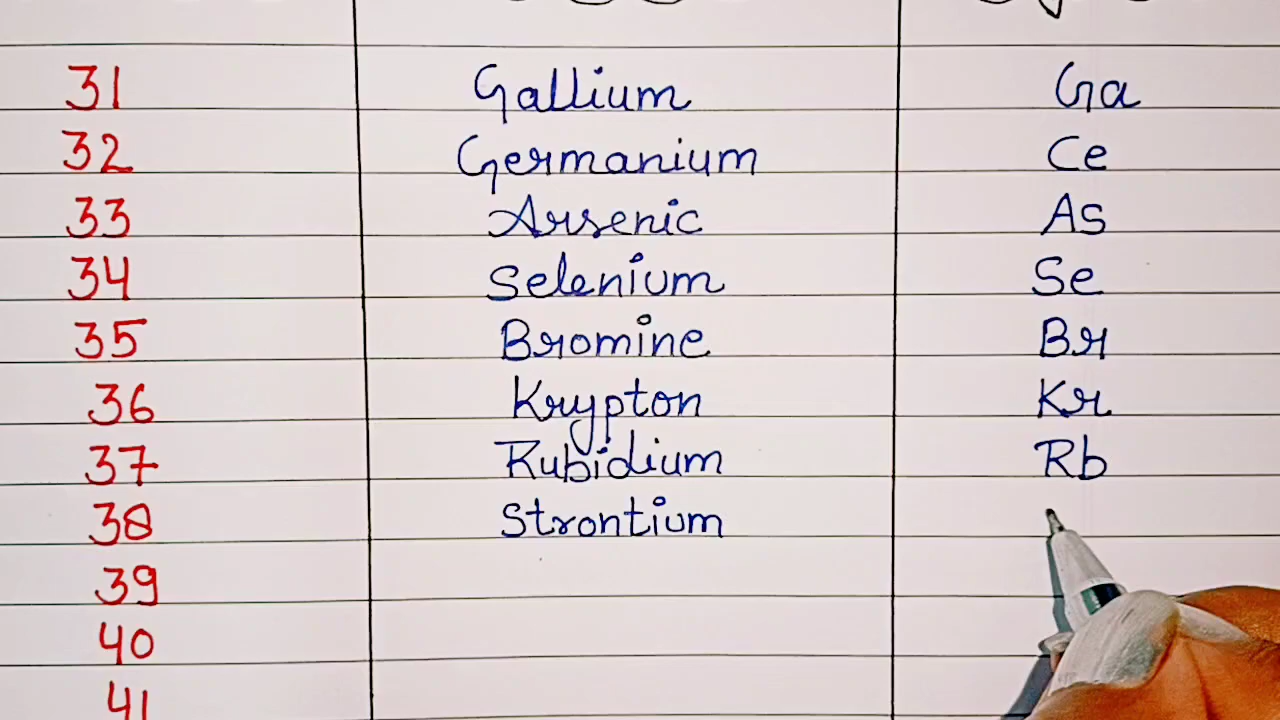 31 Gallium Ga
32 Germanium Ce
33 Arsenic As
34 Selenium Se
35 Bromine Br
36 Krypton Kr
37 Rubidium Rb
38 Strontium
39
40
41